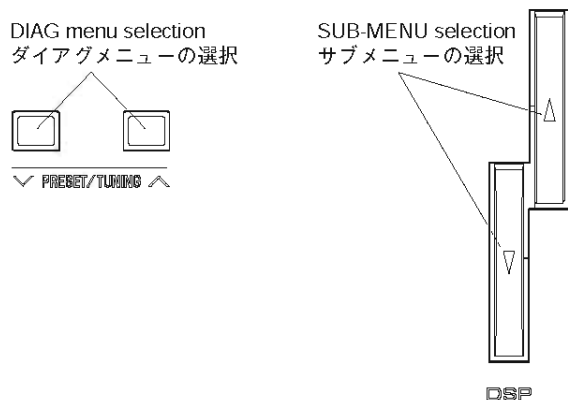 DIAG menu selection
ダイアグメニューの選択
SUB-MENU selection
サブメニューの選択
PRESET/TUNING
DSP